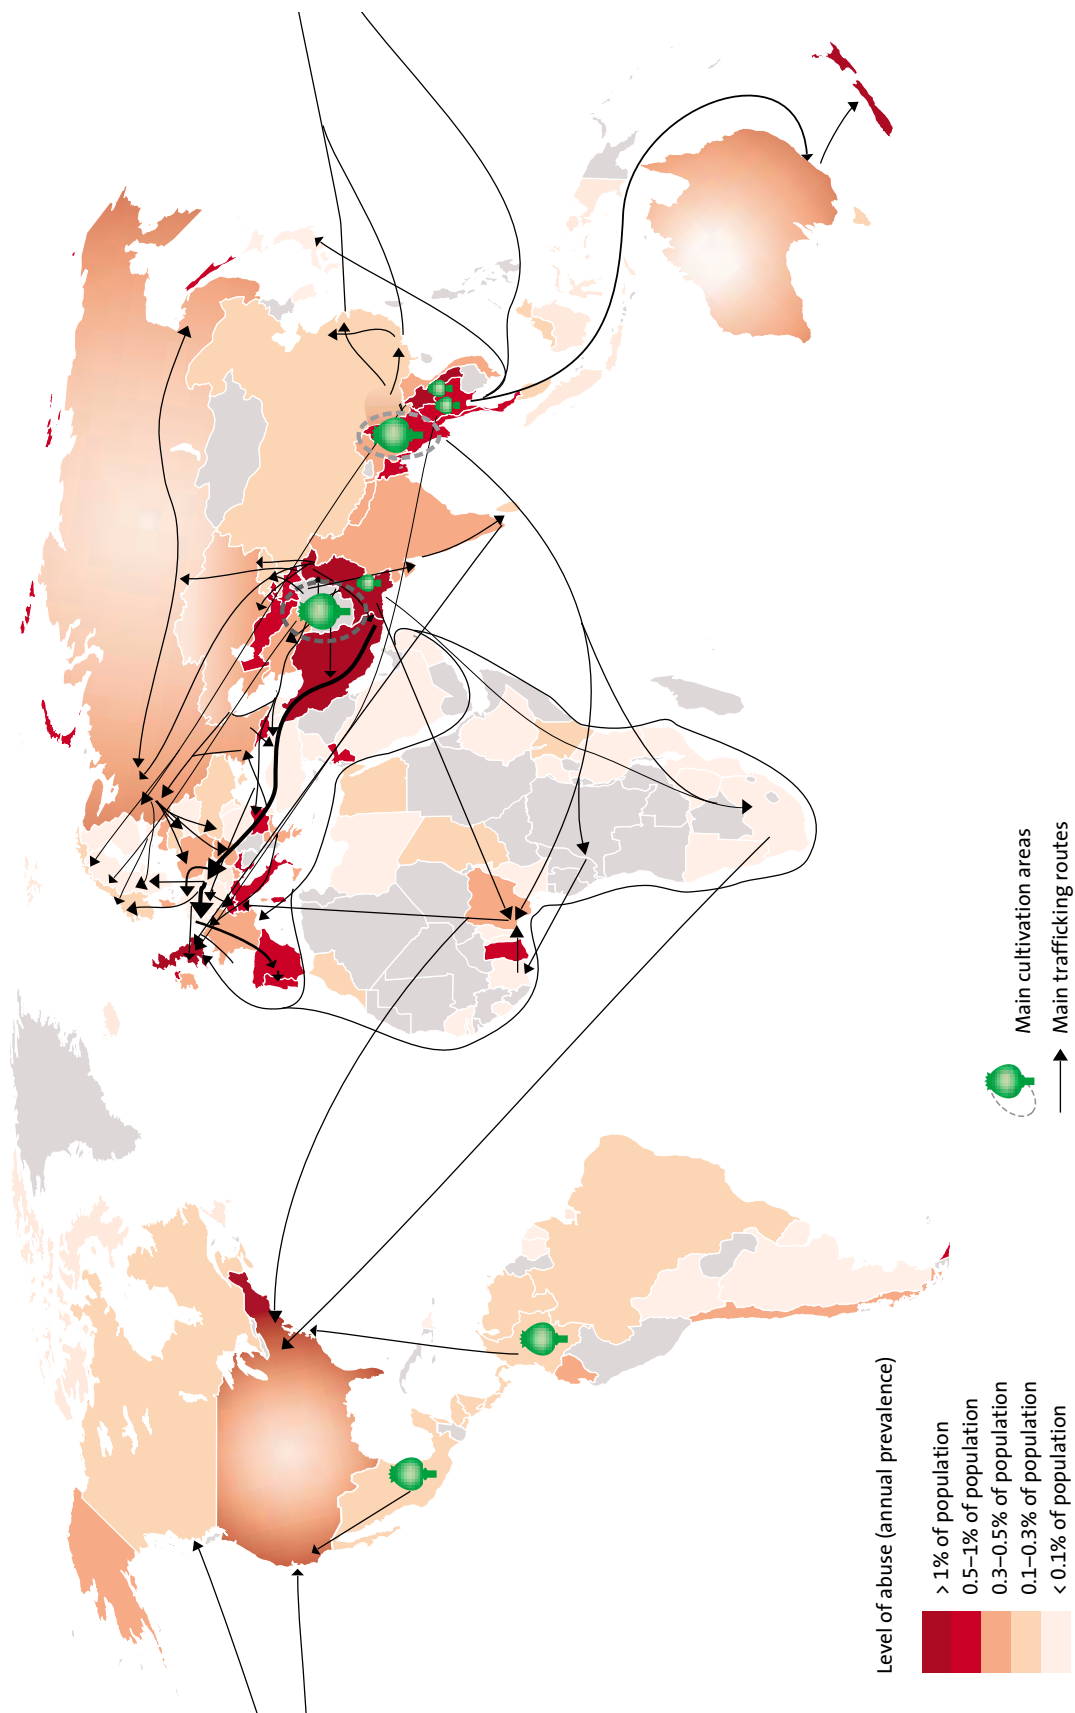 Level of abuse (annual prevalence)
> 1% of population
0.5–1% of population
0.3–0.5% of population
0.1–0.3% of population
< 0.1% of population
Main cultivation areas
Main trafficking routes